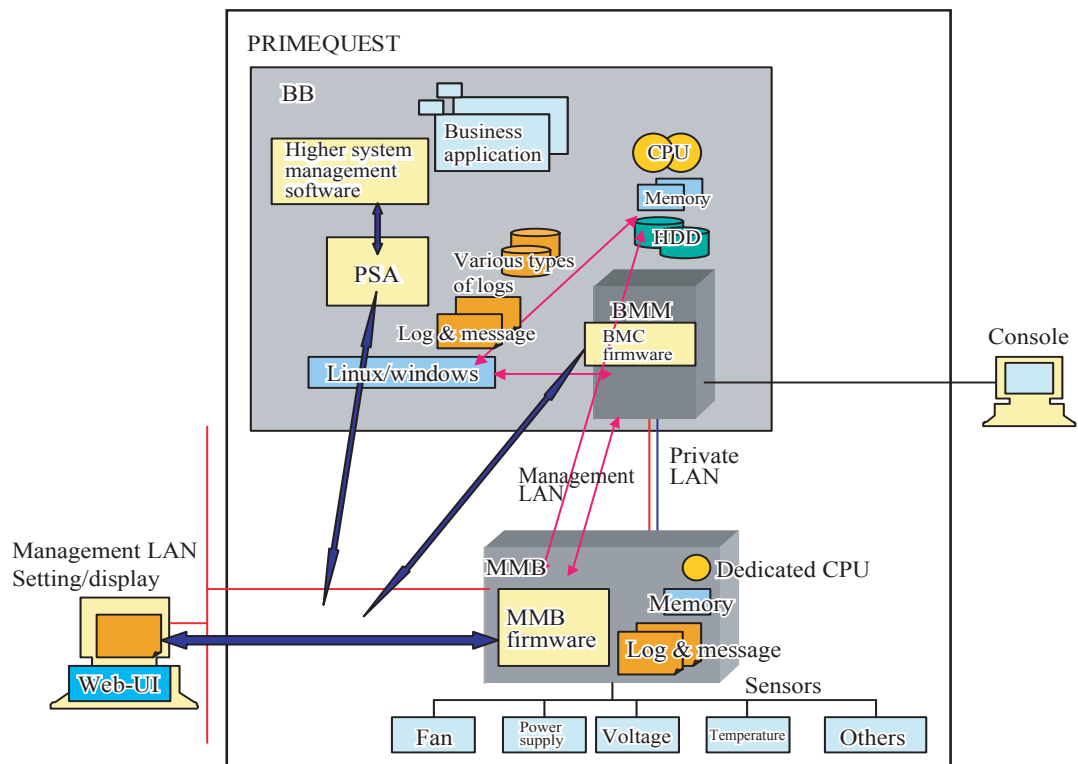 PRIMEQUEST
BB
Business
application
Higher system
management
software
CPU
Memory
HDD
PSA
Various types
of logs
Log & message
BMM
BMC
firmware
Linux/windows
Console
Management
LAN
Private
LAN
Management LAN
Setting/display
MMB
Dedicated CPU
Memory
MMB
firmware
Log & message
Web-UI
Sensors
Fan
Power
supply
Voltage
Temperature
Others